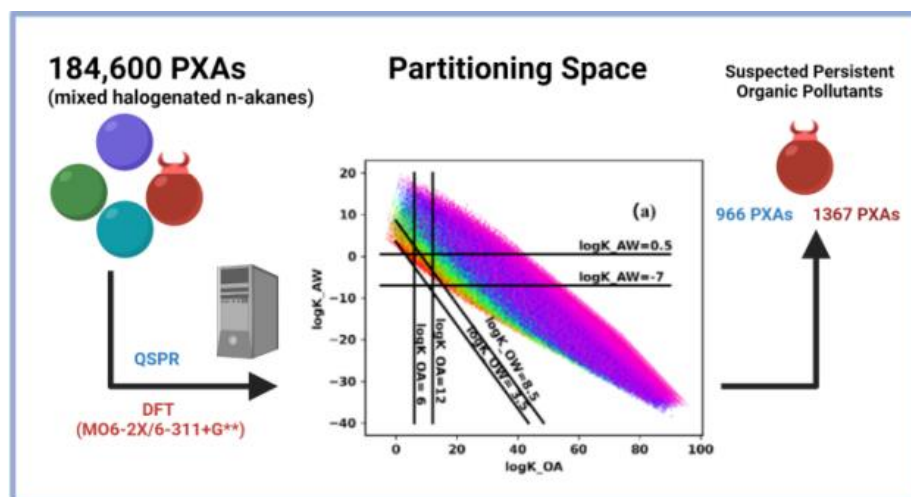 184,600 PXAs
(mixed halogenated n-akanes)
QSPR
DFT
(MO6-2X/6-311+G**)
Partitioning Space
(a)
logK_AW=0.5
logK_AW=-7
logK_OW=8.5
logK_OW= 3.5
logK_OA= 6
logK_OA=12
logK_AW
20
10
0
−10
−20
−30
−40
0
20
40
60
80
100
logK_OA
Suspected Persistent
Organic Pollutants
966 PXAs
1367 PXAs